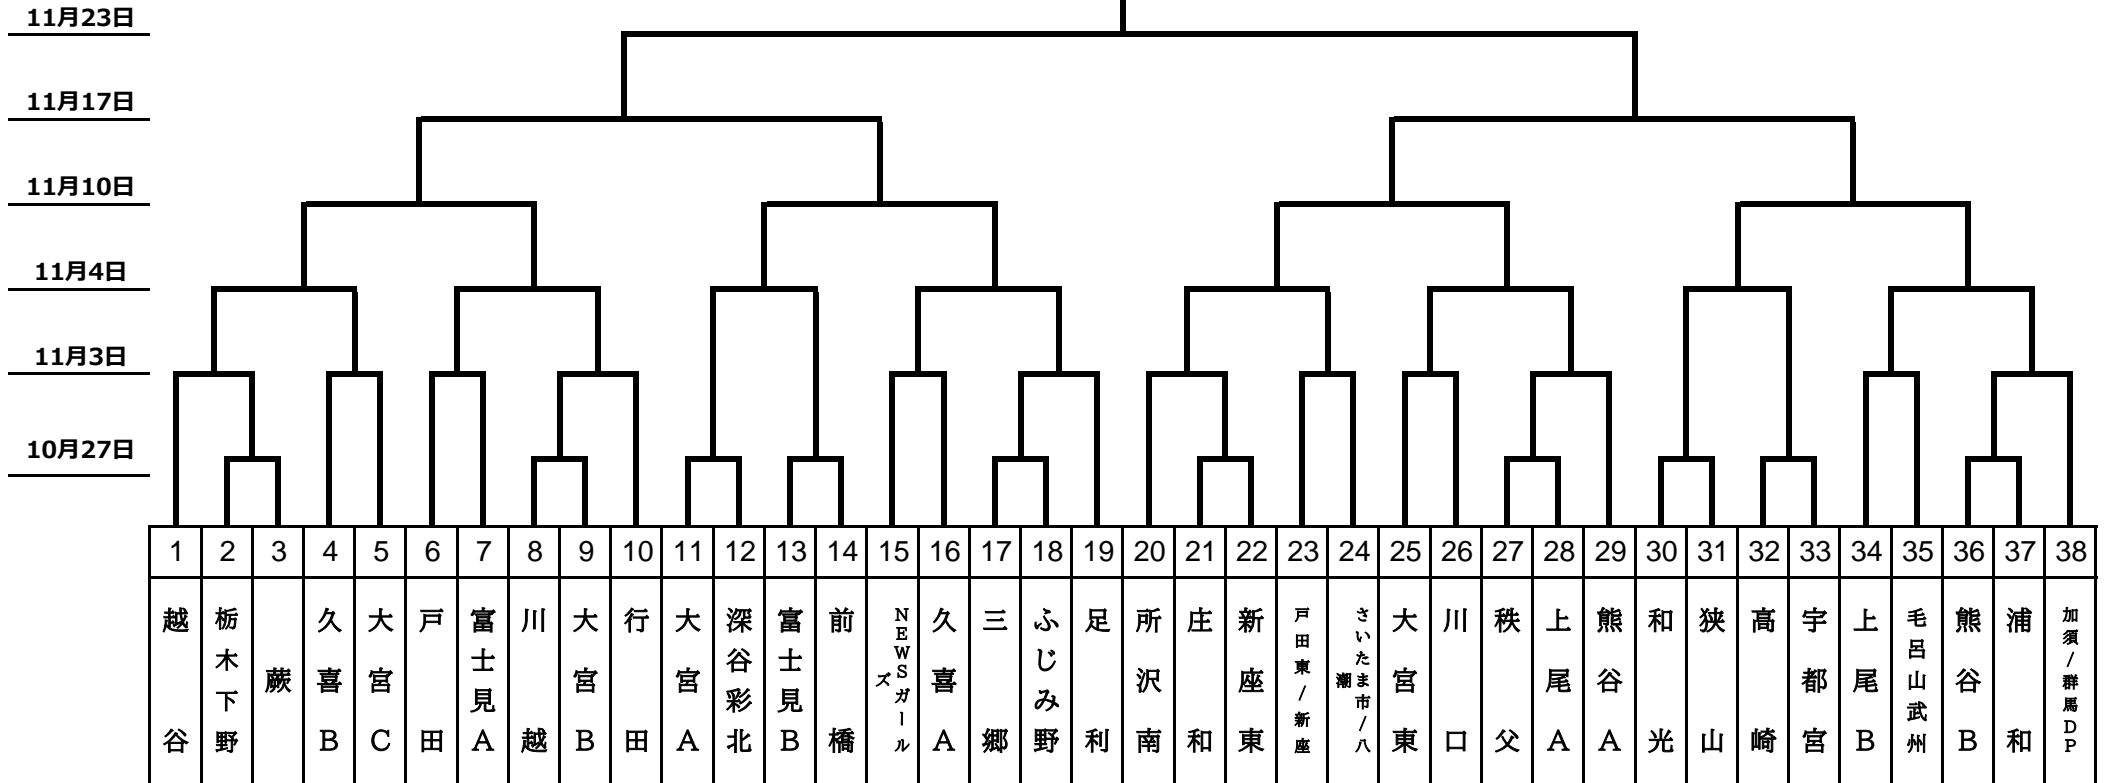 11月23日
11月17日
11月10日
11月4日
11月3日
10月27日
1 2 3 4 5 6 7 8 9 10 11 12 13 14 15 16 17 18 19 20 21 22 23 24 25 26 27 28 29 30 31 32 33 34 35 36 37 38
越谷
栃木下野
蕨
久喜B
大宮C
戸田
富士見A
川越
大宮B
行田
大宮A
深谷彩北
富士見B
前橋
NEWSガール
ズ
久喜A
三郷
ふじみ野
足利
所沢南
庄和
新座東
戸田東/新座
さいたま市/八
潮
大宮東
川口
秩父
上尾A
熊谷A
和光
狭山
高崎
宇都宮
上尾B
毛呂山武州
熊谷B
浦和
加須/群馬DP